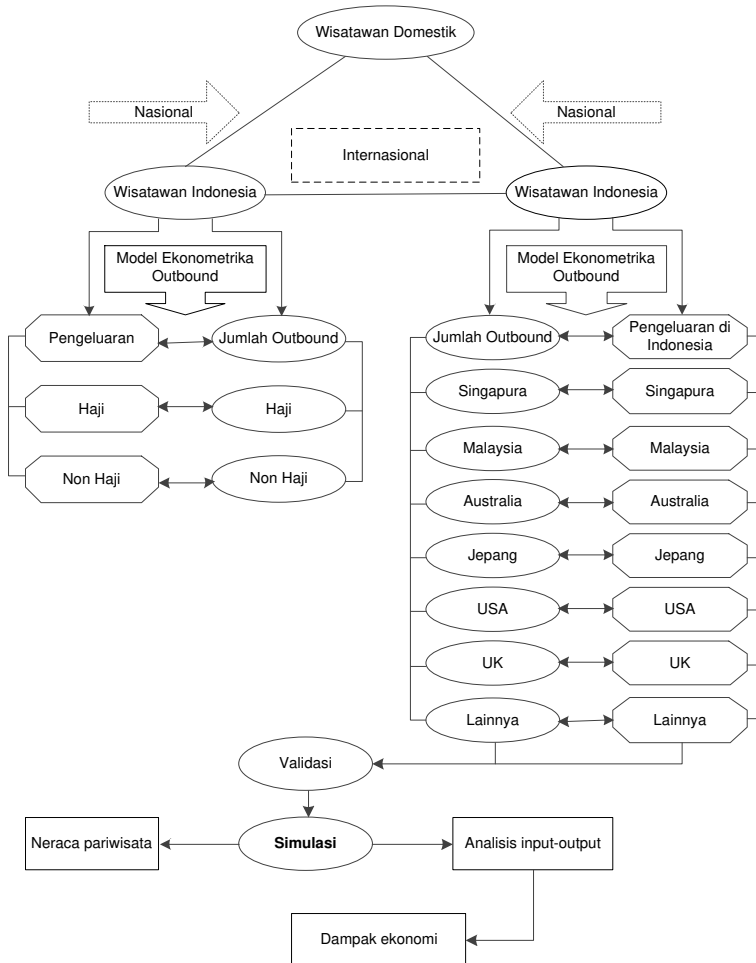 Wisatawan Domestik
Nasional
Nasional
Internasional
Wisatawan Indonesia
Wisatawan Indonesia
Model Ekonometrika
Outbound
Model Ekonometrika
Outbound
Pengeluaran
Jumlah Outbound
Jumlah Outbound
Pengeluaran di
Indonesia
Haji
Haji
Singapura
Singapura
Malaysia
Malaysia
Non Haji
Non Haji
Australia
Australia
Jepang
Jepang
USA
USA
UK
UK
Lainnya
Lainnya
Validasi
Neraca pariwisata
Simulasi
Analisis input-output
Dampak ekonomi